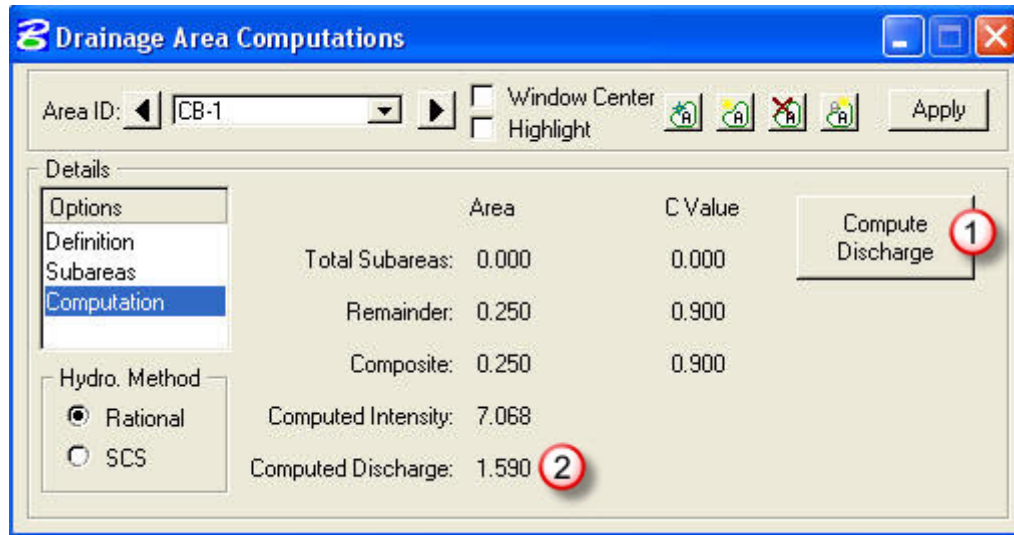 Drainage Area Computations
Area ID: CB-1 Window Center Apply
Highlight
Details
Options Area C Value Compute Discharge 1
Definition
Subareas Total Subareas: 0.000 0.000
Computation Remainder: 0.250 0.900
Composite: 0.250 0.900
Hydro. Method
Rational Computed Intensity: 7.068
SCS Computed Discharge: 1.590 2